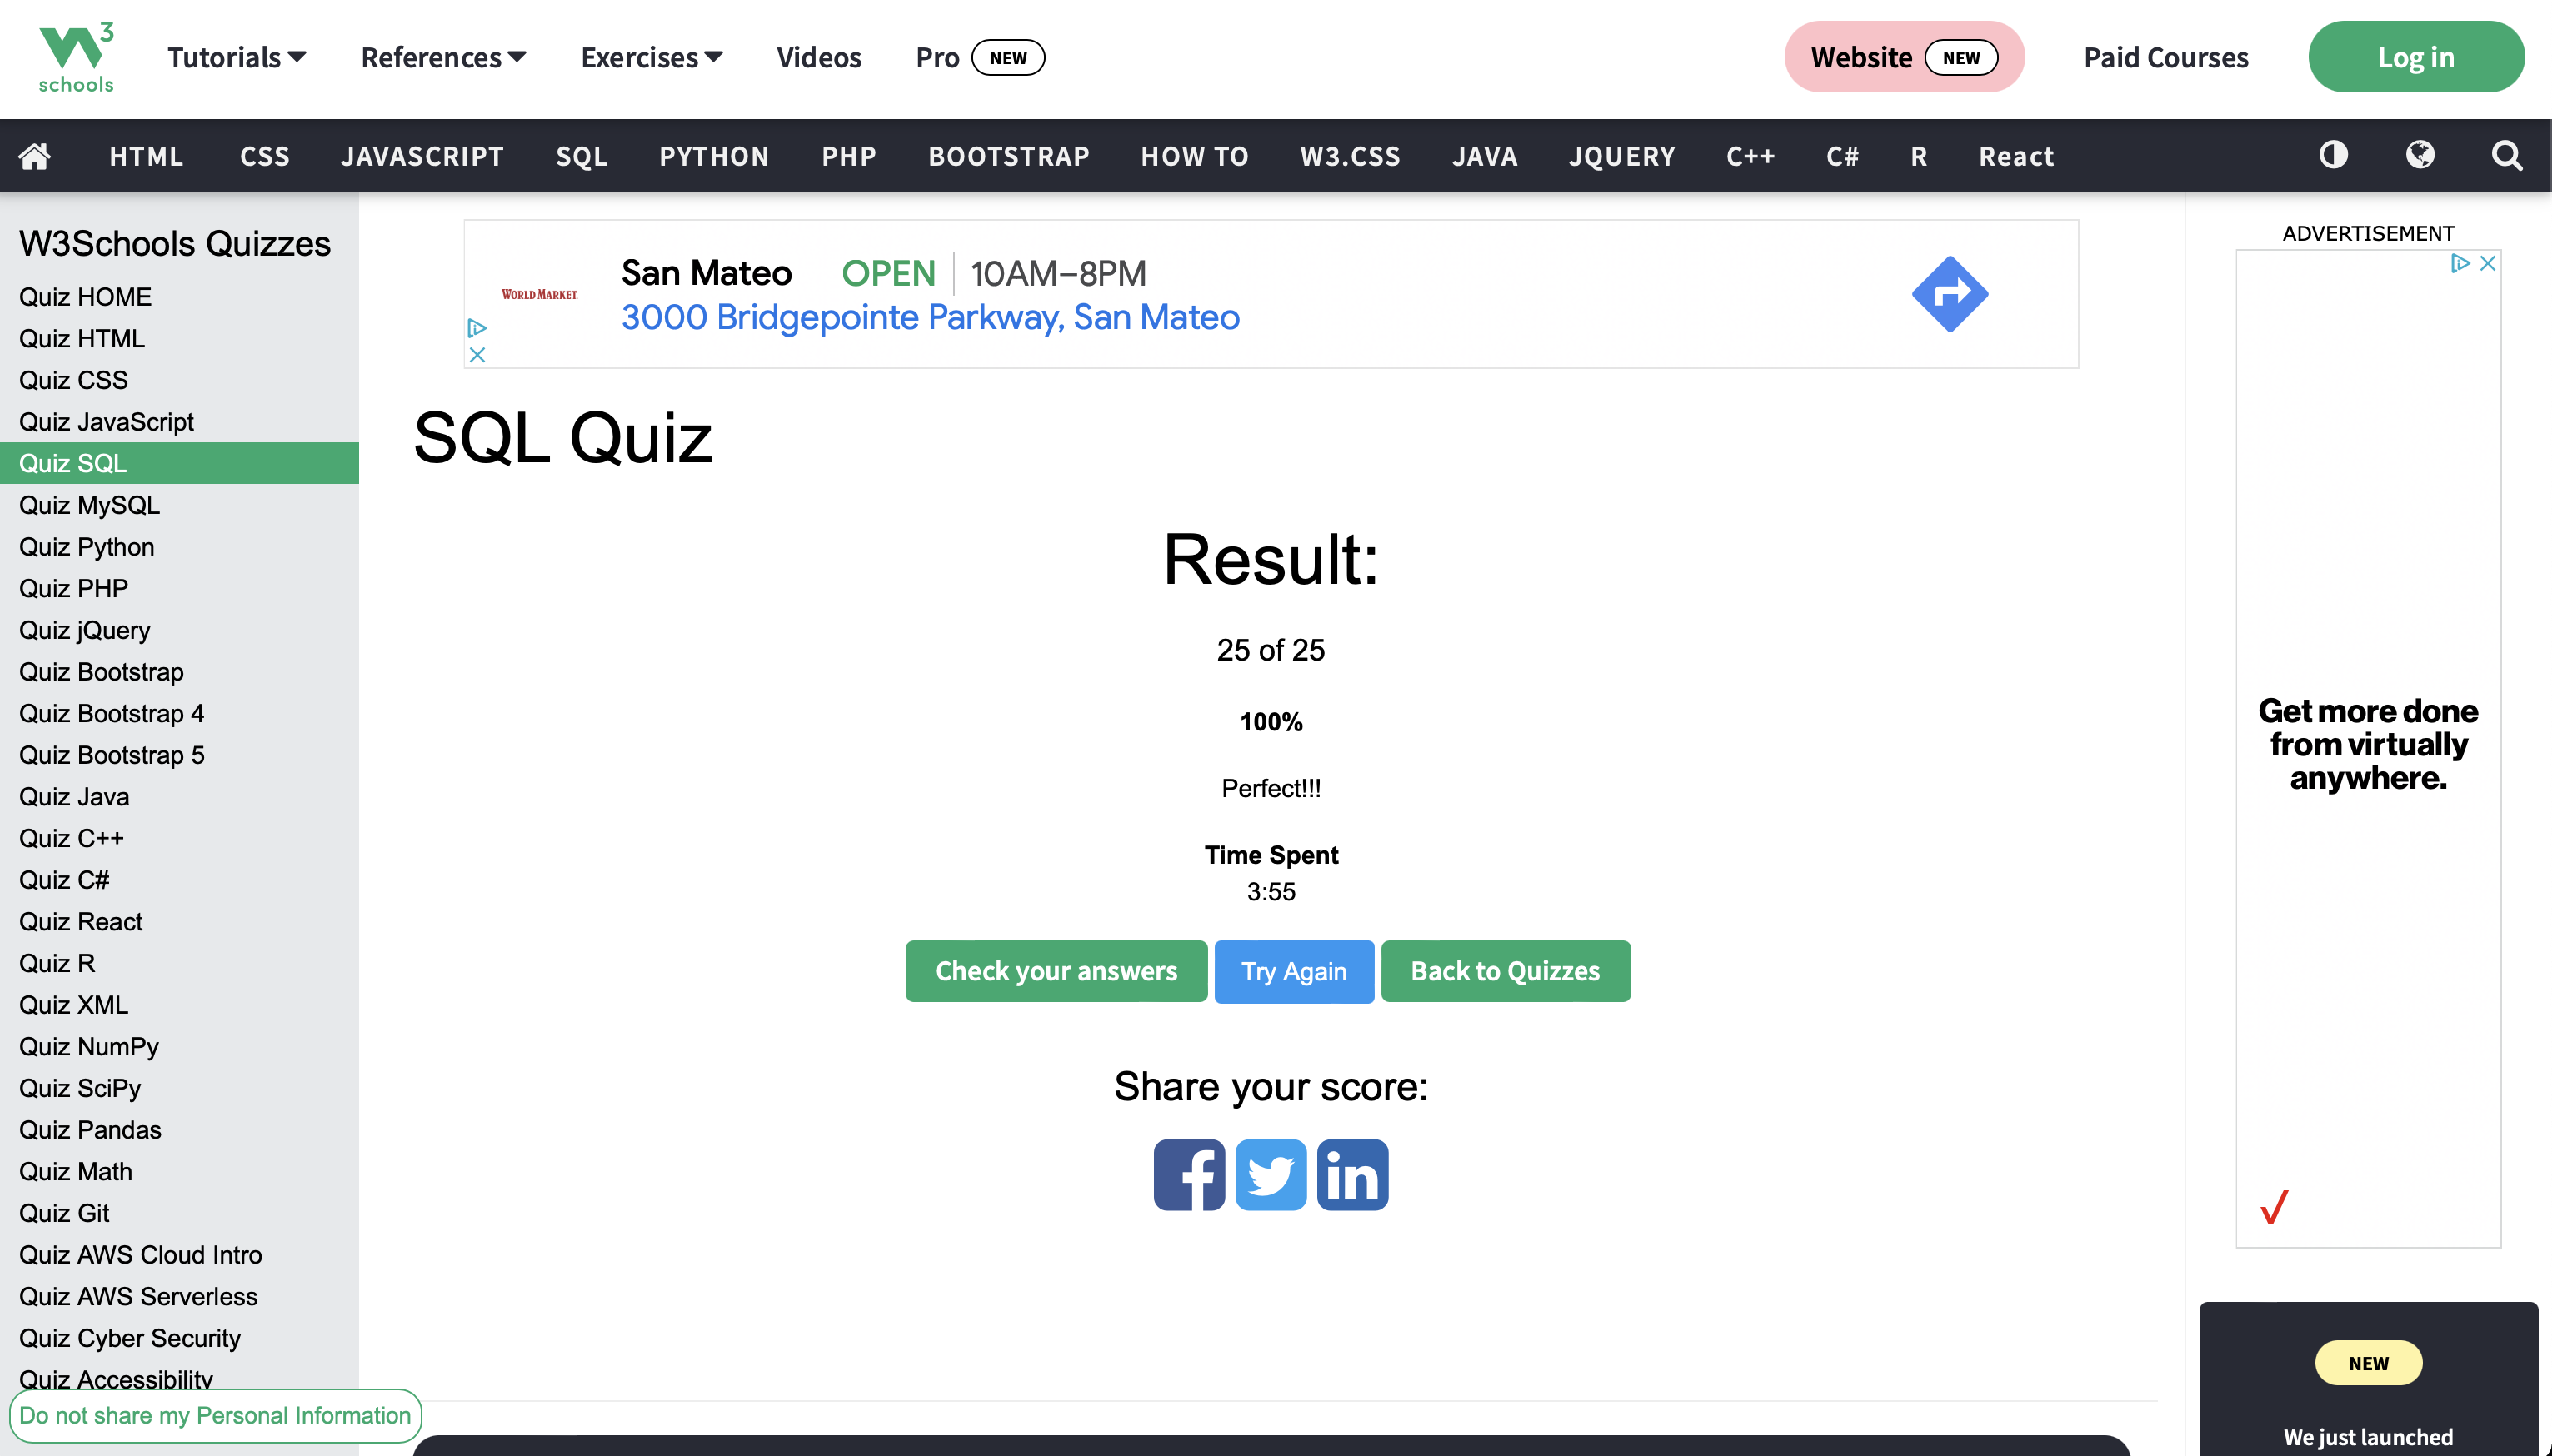 3
schools
Tutorials References Exercises Videos Pro NEW
Website NEW Paid Courses Log in
HTML CSS JAVASCRIPT SQL PYTHON PHP BOOTSTRAP HOW TO W3.CSS JAVA JQUERY C++ C# R React
W3Schools Quizzes
Quiz HOME
Quiz HTML
Quiz CSS
Quiz JavaScript
Quiz SQL
Quiz MySQL
Quiz Python
Quiz PHP
Quiz jQuery
Quiz Bootstrap
Quiz Bootstrap 4
Quiz Bootstrap 5
Quiz Java
Quiz C++
Quiz C#
Quiz React
Quiz R
Quiz XML
Quiz NumPy
Quiz SciPy
Quiz Pandas
Quiz Math
Quiz Git
Quiz AWS Cloud Intro
Quiz AWS Serverless
Quiz Cyber Security
Quiz Accessibility
Do not share my Personal Information
WORLD MARKET
San Mateo OPEN 10AM–8PM
3000 Bridgepointe Parkway, San Mateo
SQL Quiz
Result:
25 of 25
100%
Perfect!!!
Time Spent
3:55
Check your answers Try Again Back to Quizzes
Share your score:
f in
ADVERTISEMENT
Get more done
from virtually
anywhere.
NEW
We just launched